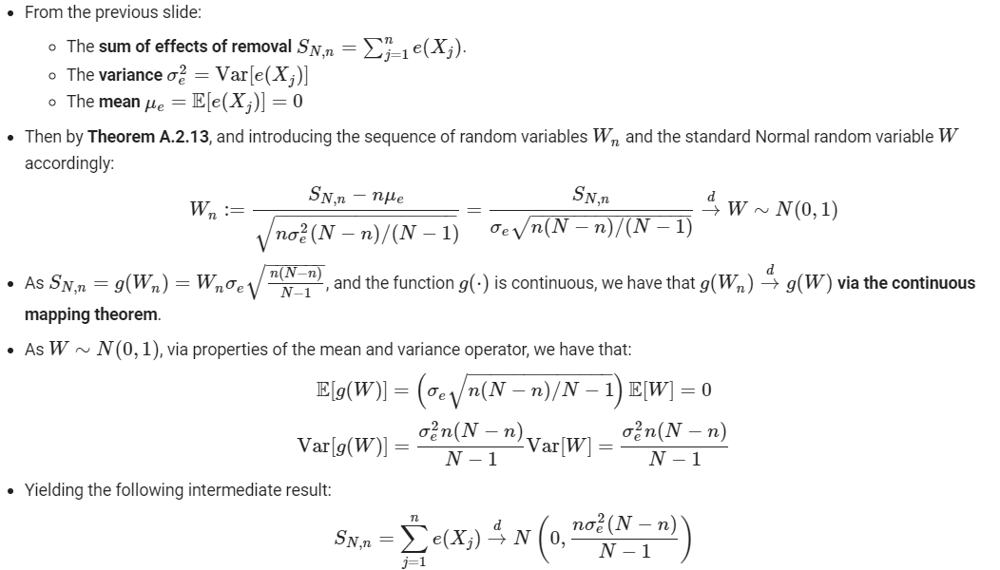 • From the previous slide:
◦ The sum of effects of removal $S_{N,n} = \sum_{j=1}^{n} e(X_j)$.
◦ The variance $\sigma_e^2 = \mathrm{Var}[e(X_j)]$
◦ The mean $\mu_e = \mathbb{E}[e(X_j)] = 0$
• Then by Theorem A.2.13, and introducing the sequence of random variables $W_n$ and the standard Normal random variable $W$
accordingly:
$W_n := \frac{S_{N,n} - n\mu_e}{\sqrt{n\sigma_e^2(N-n)/(N-1)}} = \frac{S_{N,n}}{\sigma_e\sqrt{n(N-n)/(N-1)}} \xrightarrow{d} W \sim N(0,1)$
• As $S_{N,n} = g(W_n) = W_n\sigma_e\sqrt{\frac{n(N-n)}{N-1}}$, and the function $g(\cdot)$ is continuous, we have that $g(W_n) \xrightarrow{d} g(W)$ via the continuous
mapping theorem.
• As $W \sim N(0,1)$, via properties of the mean and variance operator, we have that:
$\mathbb{E}[g(W)] = \left(\sigma_e\sqrt{n(N-n)/N-1}\right)\mathbb{E}[W] = 0$
$\mathrm{Var}[g(W)] = \frac{\sigma_e^2 n(N-n)}{N-1}\mathrm{Var}[W] = \frac{\sigma_e^2 n(N-n)}{N-1}$
• Yielding the following intermediate result:
$S_{N,n} = \sum_{j=1}^{n} e(X_j) \xrightarrow{d} N\left(0, \frac{n\sigma_e^2(N-n)}{N-1}\right)$